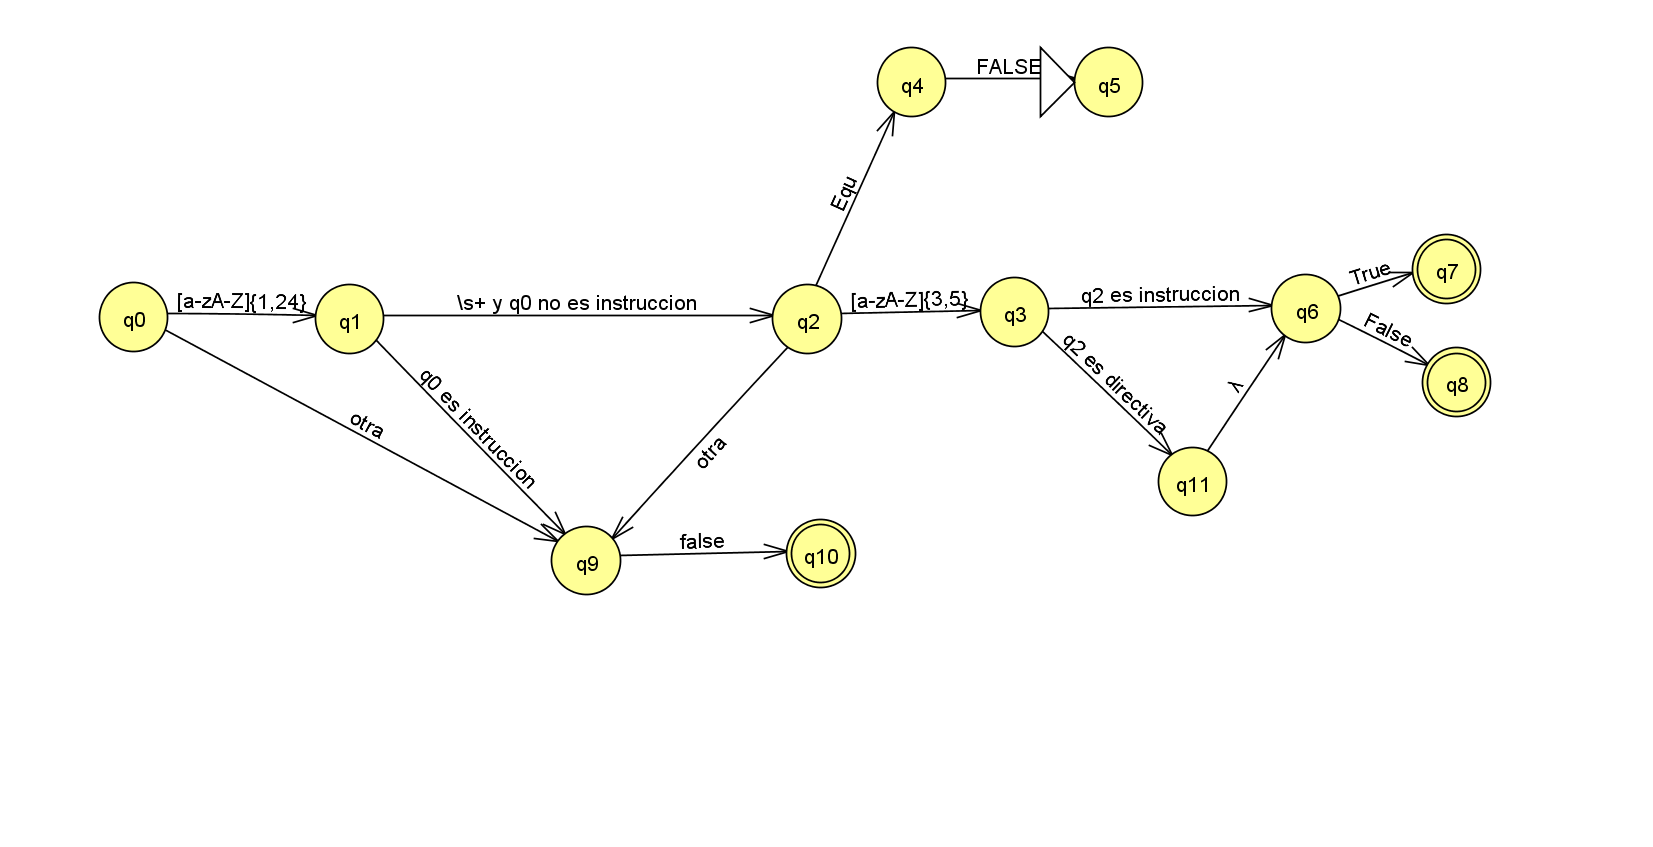 q4
FALSE
q5
Equ
q0
[a-zA-Z]{1,24}
q1
\s+ y q0 no es instruccion
q2
[a-zA-Z]{3,5}
q3
q2 es instruccion
q6
True
q7
False
q8
q2 es directiva
λ
q11
otra
q0 es instruccion
otra
q9
false
q10